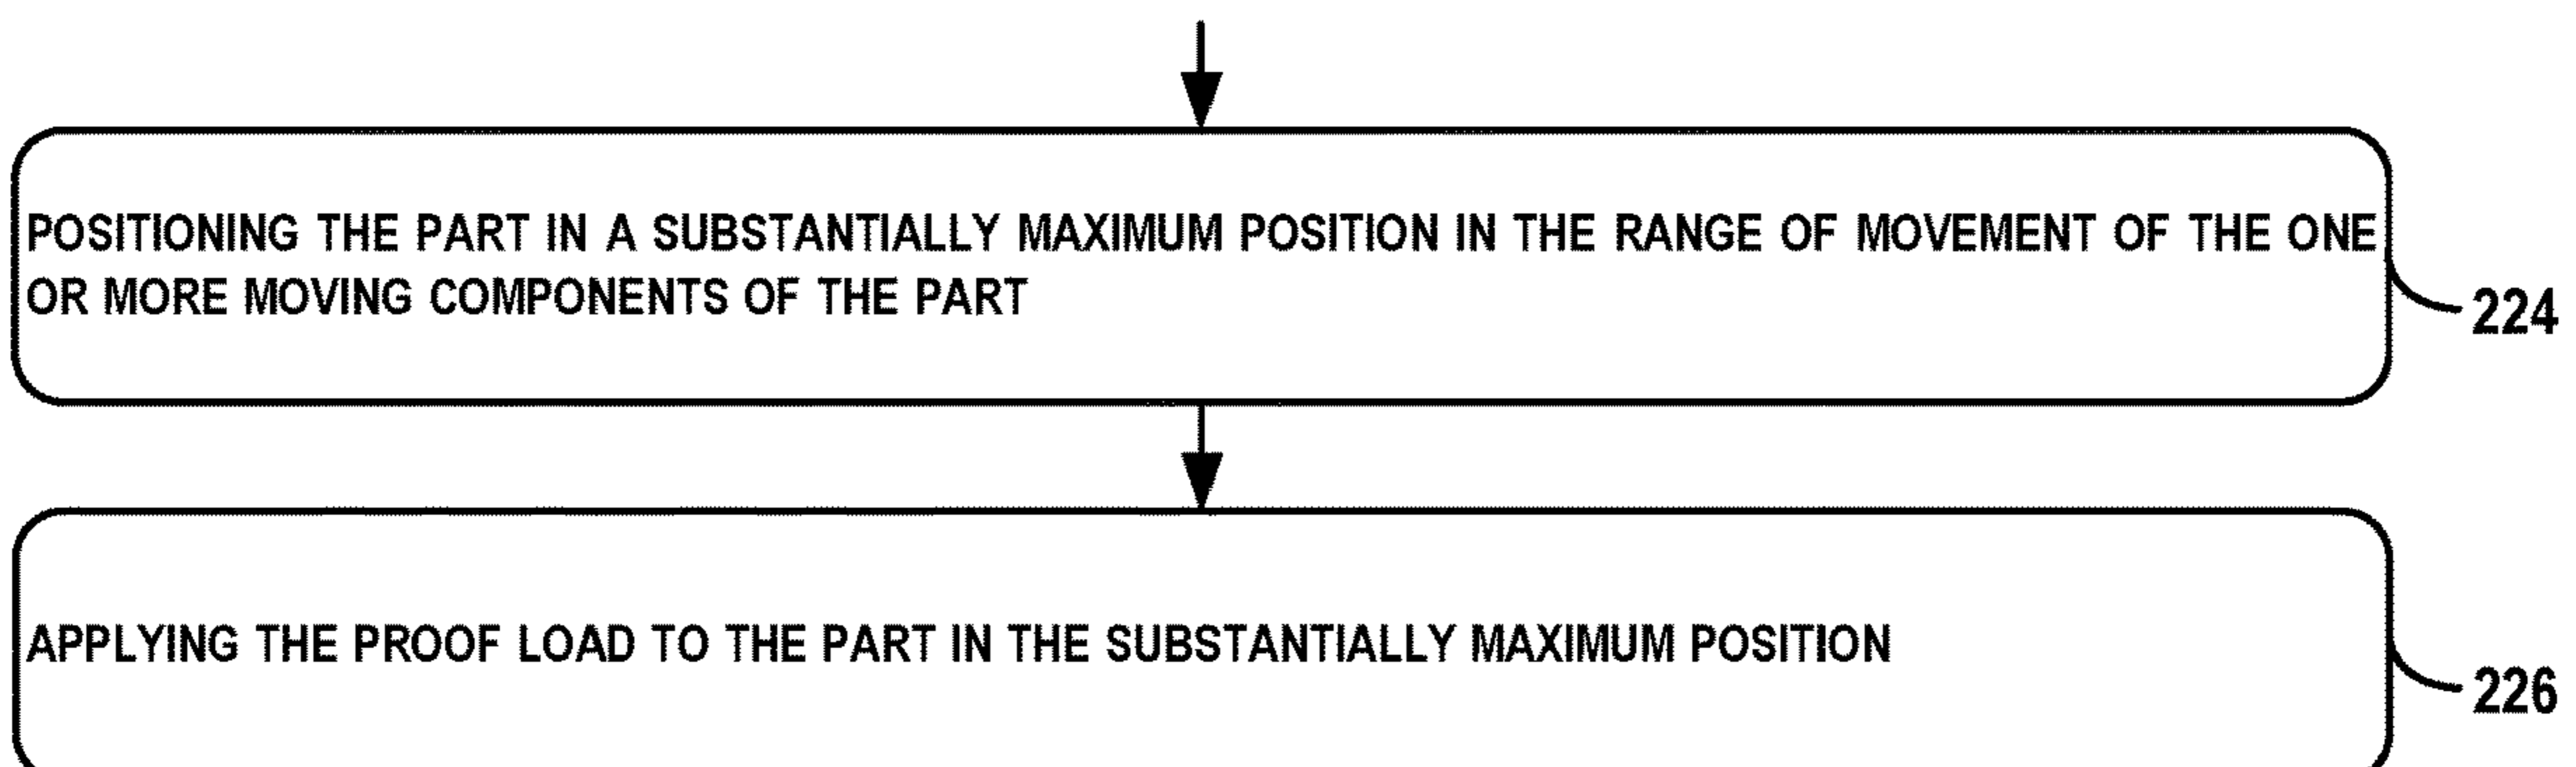 POSITIONING THE PART IN A SUBSTANTIALLY MAXIMUM POSITION IN THE RANGE OF MOVEMENT OF THE ONE
OR MORE MOVING COMPONENTS OF THE PART
224
APPLYING THE PROOF LOAD TO THE PART IN THE SUBSTANTIALLY MAXIMUM POSITION
226